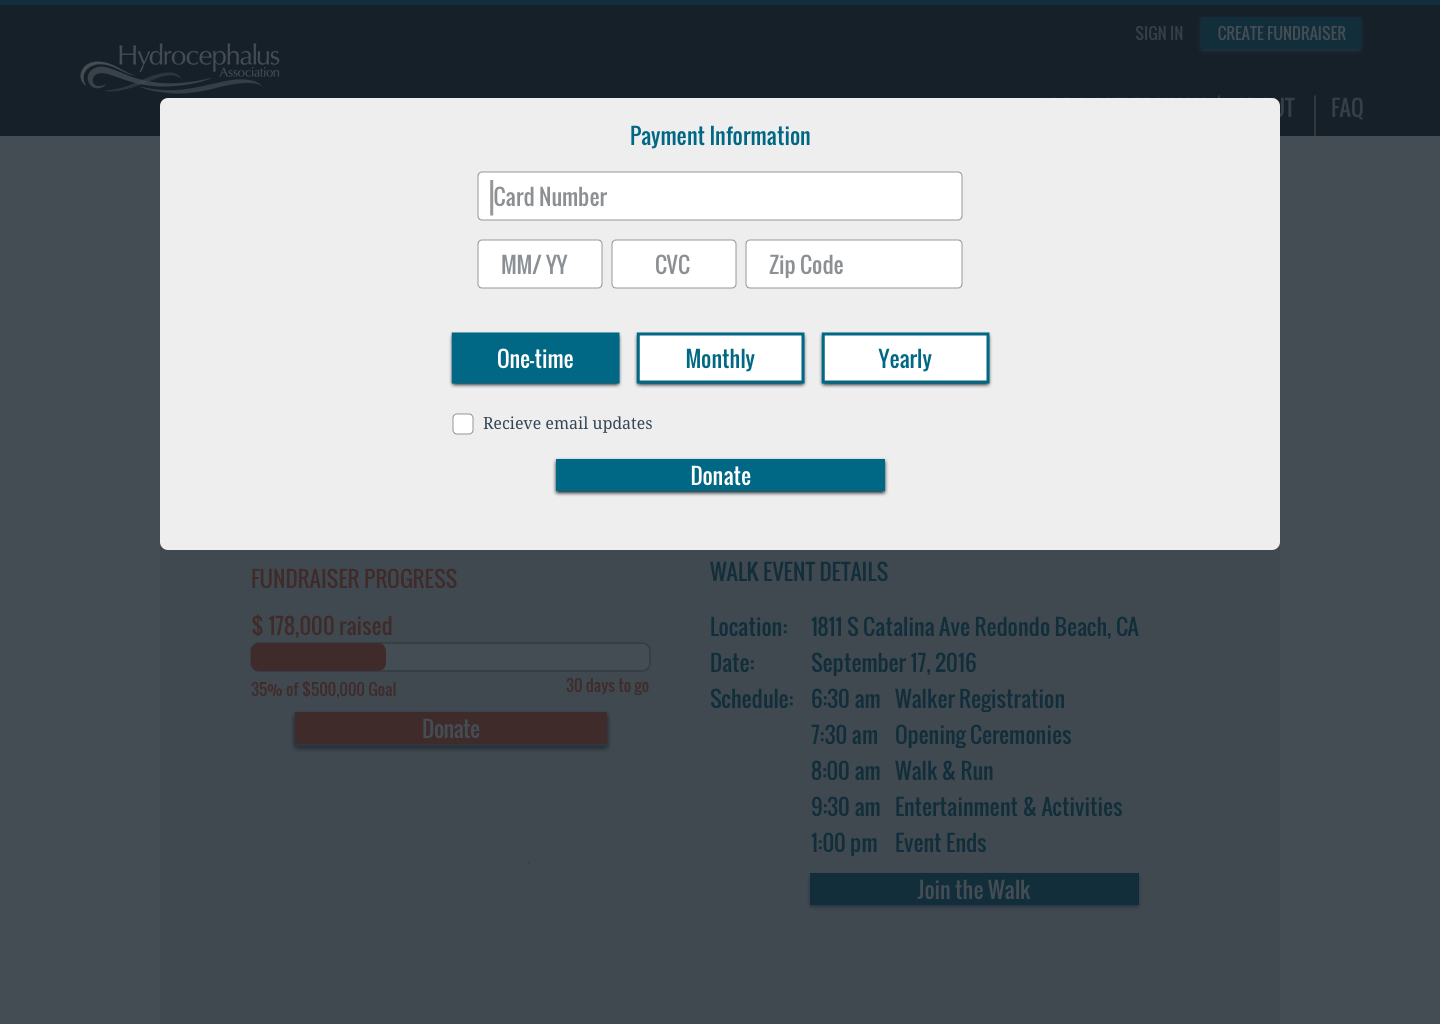 SIGN IN
CREATE FUNDRAISER
Hydrocephalus
Association
FAQ
Payment Information
Card Number
MM/ YY
CVC
Zip Code
One-time
Monthly
Yearly
Recieve email updates
Donate
FUNDRAISER PROGRESS
$ 178,000 raised
35% of $500,000 Goal
30 days to go
Donate
WALK EVENT DETAILS
Location: 1811 S Catalina Ave Redondo Beach, CA
Date: September 17, 2016
Schedule: 6:30 am Walker Registration
7:30 am Opening Ceremonies
8:00 am Walk & Run
9:30 am Entertainment & Activities
1:00 pm Event Ends
Join the Walk